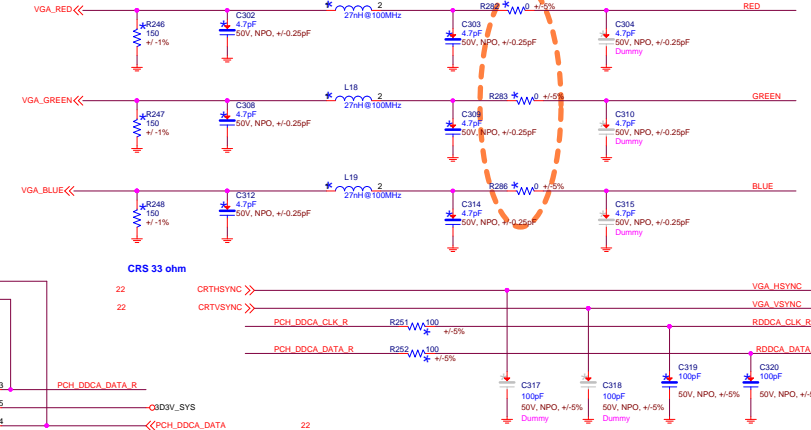 VGA_RED
R246
150
+/ -1%
C302
4.7pF
50V, NPO, +/-0.25pF
2
27nH@100MHz
C303
4.7pF
50V, NPO, +/-0.25pF
R282 0 +/-5%
RED
C304
4.7pF
50V, NPO, +/-0.25pF
Dummy
VGA_GREEN
R247
150
+/ -1%
C308
4.7pF
50V, NPO, +/-0.25pF
L18
2
27nH@100MHz
C309
4.7pF
50V, NPO, +/-0.25pF
R283 0 +/-5%
GREEN
C310
4.7pF
50V, NPO, +/-0.25pF
Dummy
VGA_BLUE
R248
150
+/ -1%
C312
4.7pF
50V, NPO, +/-0.25pF
L19
2
27nH@100MHz
C314
4.7pF
50V, NPO, +/-0.25pF
R286 0 +/-5%
BLUE
C315
4.7pF
50V, NPO, +/-0.25pF
Dummy
CRS 33 ohm
22 CRTHSYNC
VGA_HSYNC
22 CRTVSYNC
VGA_VSYNC
PCH_DDCA_CLK_R
R251 100
+/-5%
RDDCA_CLK_R
PCH_DDCA_DATA_R
R252 100
+/-5%
RDDCA_DATA
C317
100pF
50V, NPO, +/-5%
Dummy
C318
100pF
50V, NPO, +/-5%
Dummy
C319
100pF
50V, NPO, +/-5%
C320
100pF
50V, NPO, +/-5
3 PCH_DDCA_DATA_R
5 3D3V_SYS
4 PCH_DDCA_DATA 22